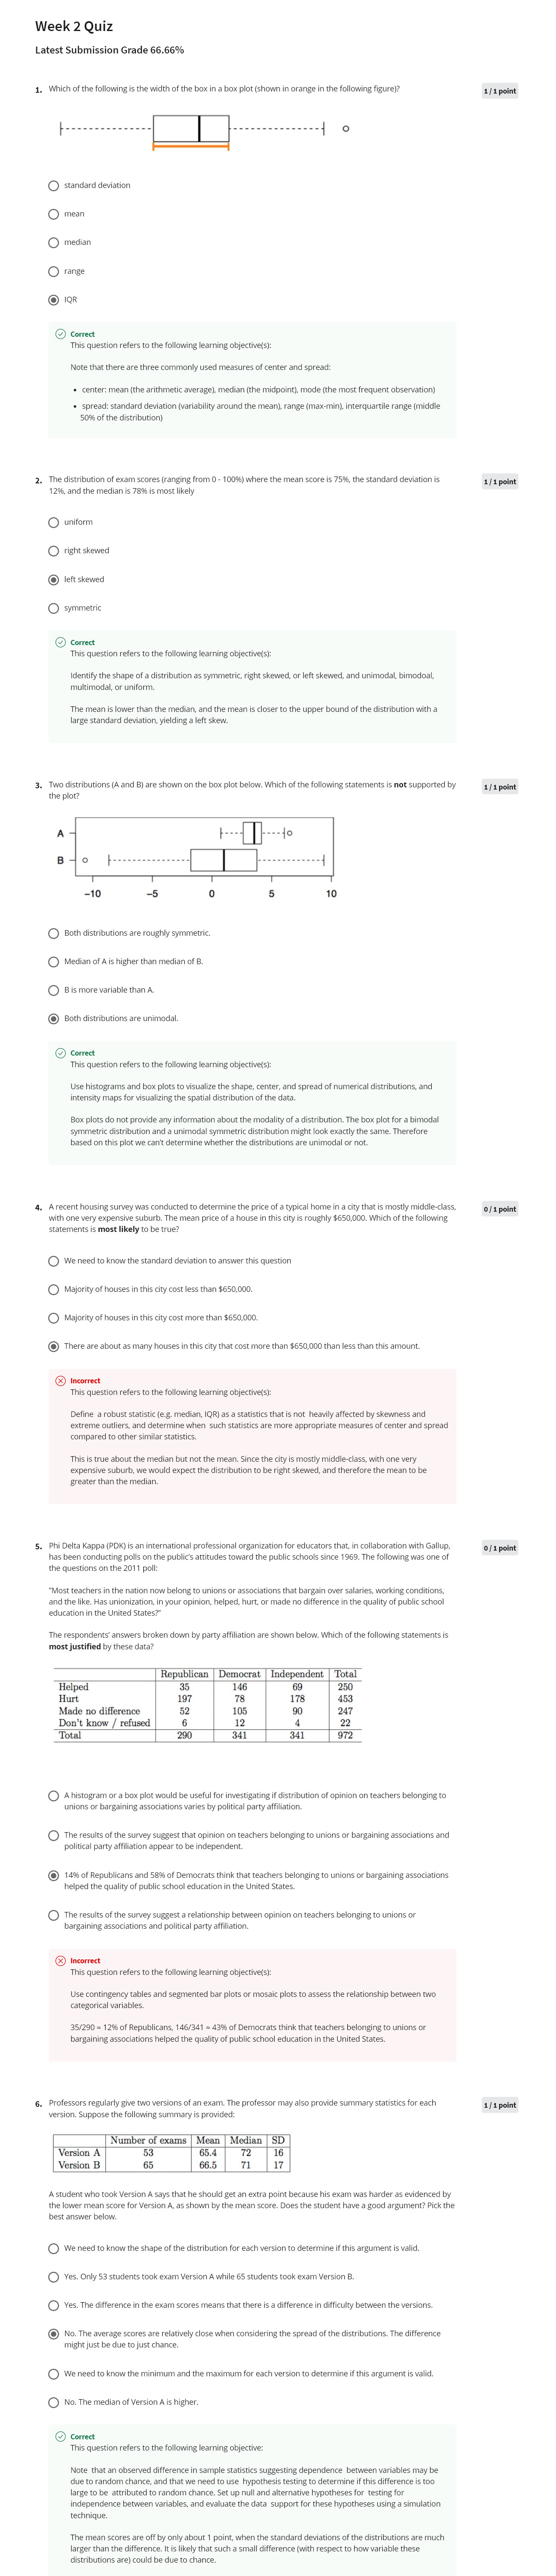 Week 2 Quiz
Latest Submission Grade 66.66%
1. Which of the following is the width of the box in a box plot (shown in orange in the following figure)?
1 / 1 point
standard deviation
mean
median
range
IQR
Correct
This question refers to the following learning objective(s):
Note that there are three commonly used measures of center and spread:
• center: mean (the arithmetic average), median (the midpoint), mode (the most frequent observation)
• spread: standard deviation (variability around the mean), range (max-min), interquartile range (middle
50% of the distribution)
2. The distribution of exam scores (ranging from 0 - 100%) where the mean score is 75%, the standard deviation is
12%, and the median is 78% is most likely
1 / 1 point
uniform
right skewed
left skewed
symmetric
Correct
This question refers to the following learning objective(s):
Identify the shape of a distribution as symmetric, right skewed, or left skewed, and unimodal, bimodoal,
multimodal, or uniform.
The mean is lower than the median, and the mean is closer to the upper bound of the distribution with a
large standard deviation, yielding a left skew.
3. Two distributions (A and B) are shown on the box plot below. Which of the following statements is not supported by
the plot?
1 / 1 point
A
B
−10 −5 0 5 10
Both distributions are roughly symmetric.
Median of A is higher than median of B.
B is more variable than A.
Both distributions are unimodal.
Correct
This question refers to the following learning objective(s):
Use histograms and box plots to visualize the shape, center, and spread of numerical distributions, and
intensity maps for visualizing the spatial distribution of the data.
Box plots do not provide any information about the modality of a distribution. The box plot for a bimodal
symmetric distribution and a unimodal symmetric distribution might look exactly the same. Therefore
based on this plot we can't determine whether the distributions are unimodal or not.
4. A recent housing survey was conducted to determine the price of a typical home in a city that is mostly middle-class,
with one very expensive suburb. The mean price of a house in this city is roughly $650,000. Which of the following
statements is most likely to be true?
0 / 1 point
We need to know the standard deviation to answer this question
Majority of houses in this city cost less than $650,000.
Majority of houses in this city cost more than $650,000.
There are about as many houses in this city that cost more than $650,000 than less than this amount.
Incorrect
This question refers to the following learning objective(s):
Define a robust statistic (e.g. median, IQR) as a statistics that is not heavily affected by skewness and
extreme outliers, and determine when such statistics are more appropriate measures of center and spread
compared to other similar statistics.
This is true about the median but not the mean. Since the city is mostly middle-class, with one very
expensive suburb, we would expect the distribution to be right skewed, and therefore the mean to be
greater than the median.
5. Phi Delta Kappa (PDK) is an international professional organization for educators that, in collaboration with Gallup,
has been conducting polls on the public's attitudes toward the public schools since 1969. The following was one of
the questions on the 2011 poll:
0 / 1 point
"Most teachers in the nation now belong to unions or associations that bargain over salaries, working conditions,
and the like. Has unionization, in your opinion, helped, hurt, or made no difference in the quality of public school
education in the United States?"
The respondents' answers broken down by party affiliation are shown below. Which of the following statements is
most justified by these data?
Republican Democrat Independent Total
Helped 35 146 69 250
Hurt 197 78 178 453
Made no difference 52 105 90 247
Don't know / refused 6 12 4 22
Total 290 341 341 972
A histogram or a box plot would be useful for investigating if distribution of opinion on teachers belonging to
unions or bargaining associations varies by political party affiliation.
The results of the survey suggest that opinion on teachers belonging to unions or bargaining associations and
political party affiliation appear to be independent.
14% of Republicans and 58% of Democrats think that teachers belonging to unions or bargaining associations
helped the quality of public school education in the United States.
The results of the survey suggest a relationship between opinion on teachers belonging to unions or
bargaining associations and political party affiliation.
Incorrect
This question refers to the following learning objective(s):
Use contingency tables and segmented bar plots or mosaic plots to assess the relationship between two
categorical variables.
35/290 = 12% of Republicans, 146/341 = 43% of Democrats think that teachers belonging to unions or
bargaining associations helped the quality of public school education in the United States.
6. Professors regularly give two versions of an exam. The professor may also provide summary statistics for each
version. Suppose the following summary is provided:
1 / 1 point
Number of exams Mean Median SD
Version A 53 65.4 72 16
Version B 65 66.5 71 17
A student who took Version A says that he should get an extra point because his exam was harder as evidenced by
the lower mean score for Version A, as shown by the mean score. Does the student have a good argument? Pick the
best answer below.
We need to know the shape of the distribution for each version to determine if this argument is valid.
Yes. Only 53 students took exam Version A while 65 students took exam Version B.
Yes. The difference in the exam scores means that there is a difference in difficulty between the versions.
No. The average scores are relatively close when considering the spread of the distributions. The difference
might just be due to just chance.
We need to know the minimum and the maximum for each version to determine if this argument is valid.
No. The median of Version A is higher.
Correct
This question refers to the following learning objective:
Note that an observed difference in sample statistics suggesting dependence between variables may be
due to random chance, and that we need to use hypothesis testing to determine if this difference is too
large to be attributed to random chance. Set up null and alternative hypotheses for testing for
independence between variables, and evaluate the data support for these hypotheses using a simulation
technique.
The mean scores are off by only about 1 point, when the standard deviations of the distributions are much
larger than the difference. It is likely that such a small difference (with respect to how variable these
distributions are) could be due to chance.